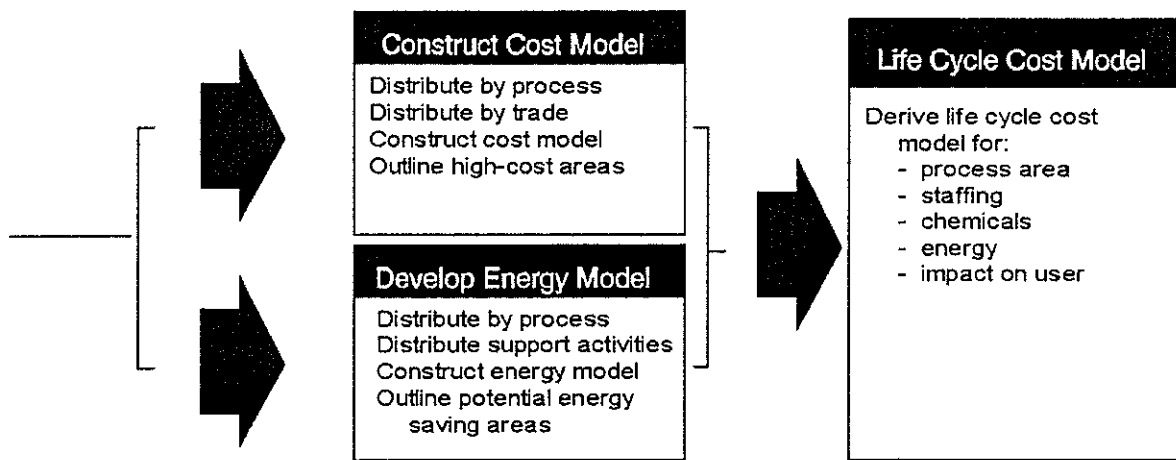 Construct Cost Model
Distribute by process
Distribute by trade
Construct cost model
Outline high-cost areas
Develop Energy Model
Distribute by process
Distribute support activities
Construct energy model
Outline potential energy
saving areas
Life Cycle Cost Model
Derive life cycle cost
model for:
- process area
- staffing
- chemicals
- energy
- impact on user